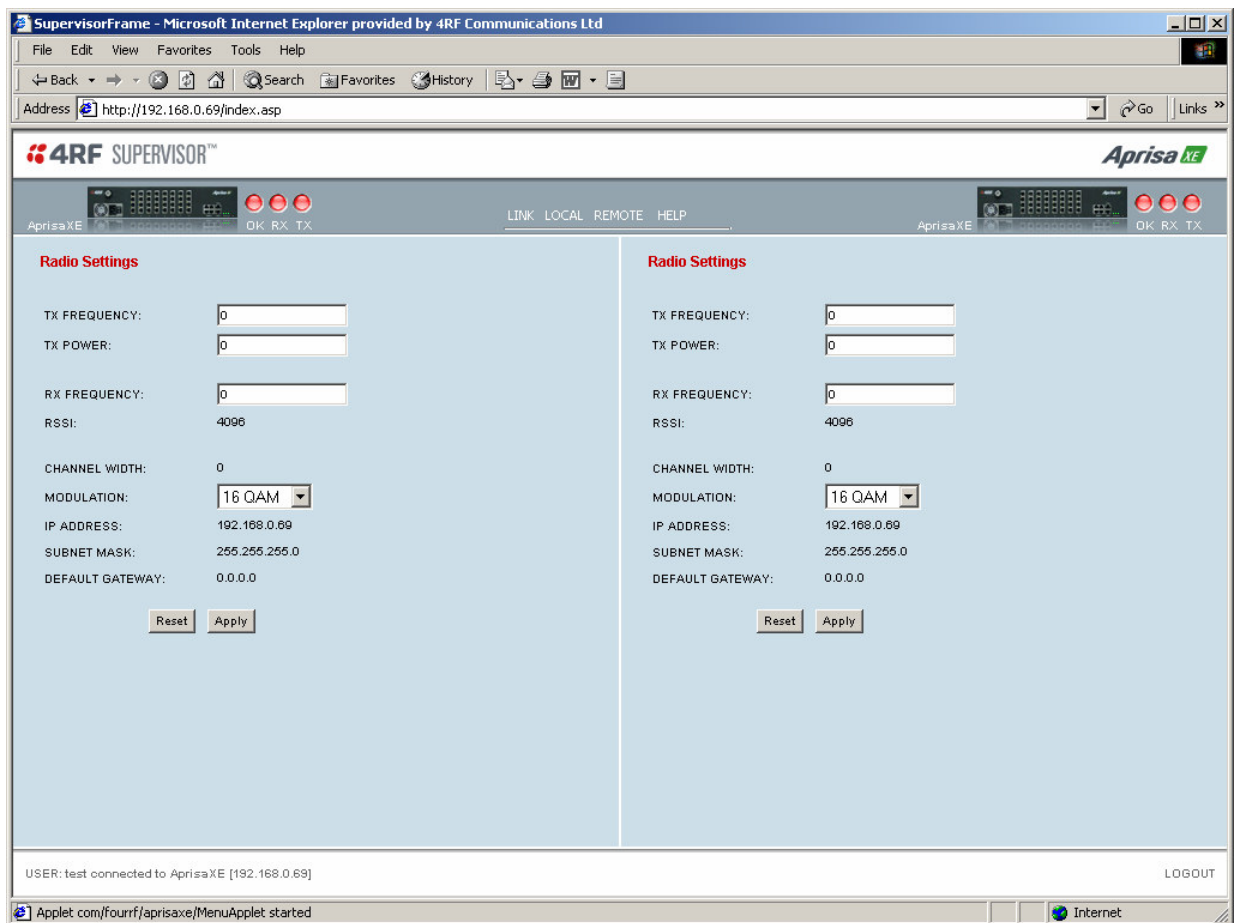 SupervisorFrame - Microsoft Internet Explorer provided by 4RF Communications Ltd
File Edit View Favorites Tools Help
Back Search Favorites History
Address http://192.168.0.69/index.asp Go Links »
4RF SUPERVISOR™ Aprisa XE
AprisaXE OK RX TX LINK LOCAL REMOTE HELP AprisaXE OK RX TX
Radio Settings Radio Settings
TX FREQUENCY: 0 TX FREQUENCY: 0
TX POWER: 0 TX POWER: 0
RX FREQUENCY: 0 RX FREQUENCY: 0
RSSI: 4096 RSSI: 4096
CHANNEL WIDTH: 0 CHANNEL WIDTH: 0
MODULATION: 16 QAM MODULATION: 16 QAM
IP ADDRESS: 192.168.0.69 IP ADDRESS: 192.168.0.69
SUBNET MASK: 255.255.255.0 SUBNET MASK: 255.255.255.0
DEFAULT GATEWAY: 0.0.0.0 DEFAULT GATEWAY: 0.0.0.0
Reset Apply Reset Apply
USER: test connected to AprisaXE [192.168.0.69] LOGOUT
Applet com/fourrf/aprisaxe/MenuApplet started Internet